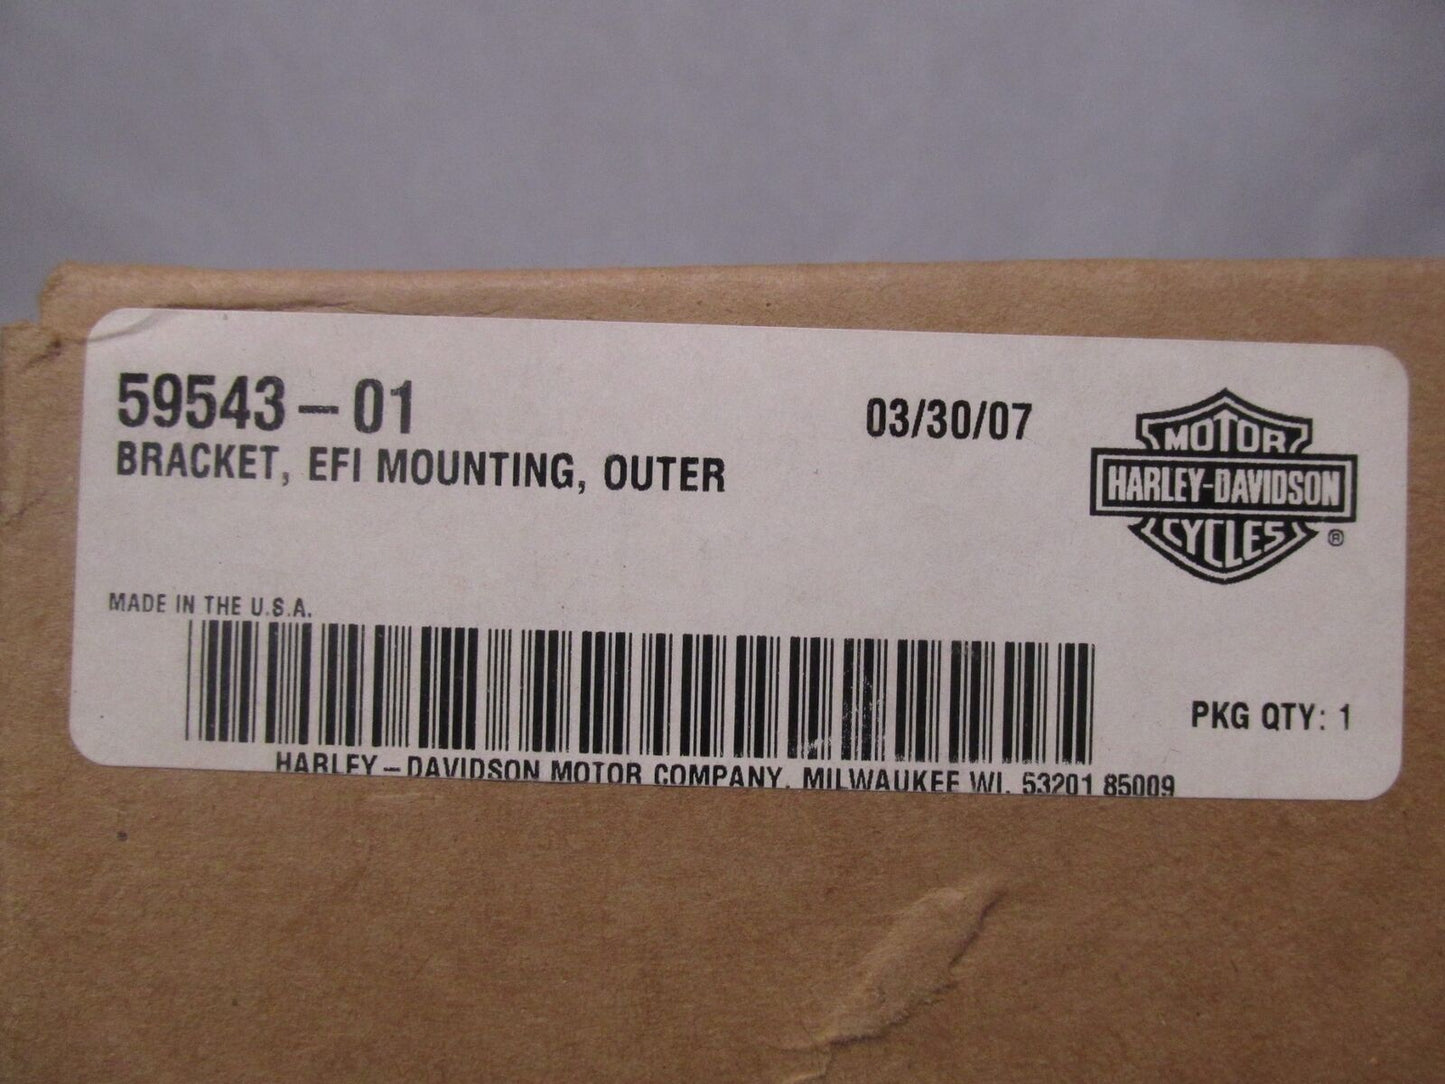 59543-01
03/30/07
BRACKET, EFI MOUNTING, OUTER
MOTOR
HARLEY-DAVIDSON
CYCLES
®
MADE IN THE U.S.A.
PKG QTY: 1
HARLEY-DAVIDSON MOTOR COMPANY, MILWAUKEE WI. 53201 85009